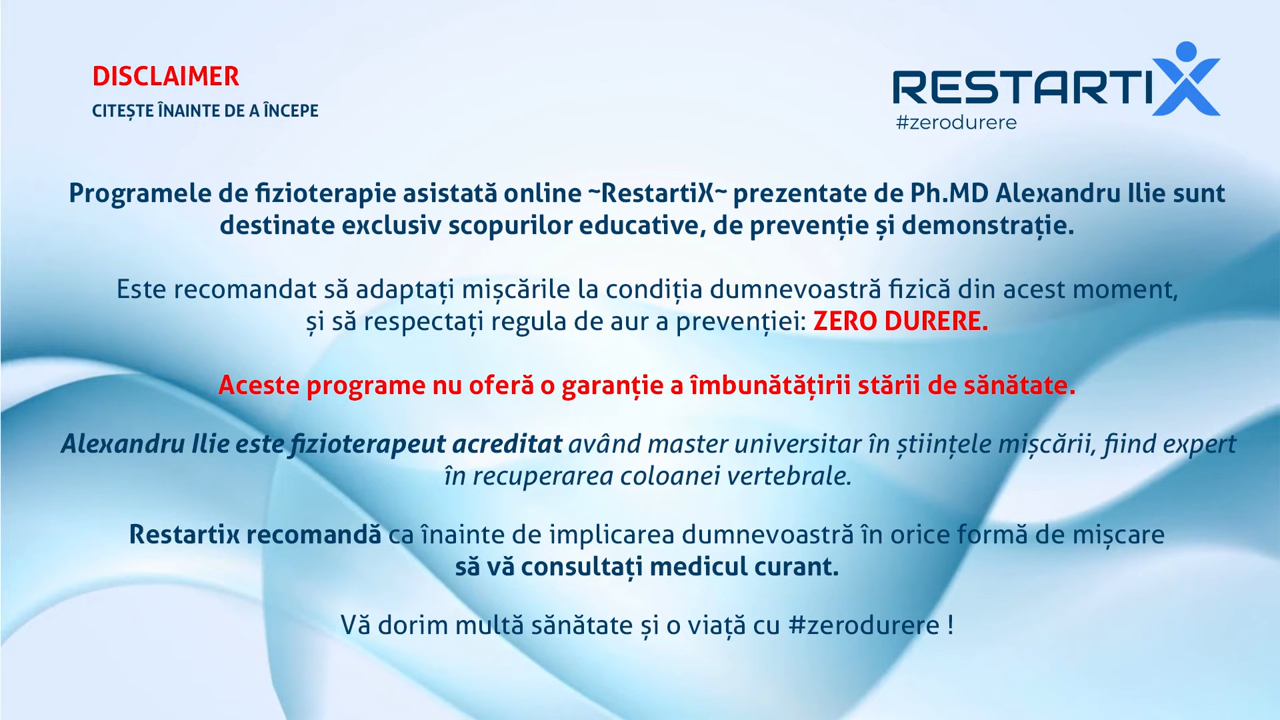 DISCLAIMER
CITEȘTE ÎNAINTE DE A ÎNCEPE
RESTARTIX
#zerodurere
Programele de fizioterapie asistată online ~RestartiX~ prezentate de Ph.MD Alexandru Ilie sunt
destinate exclusiv scopurilor educative, de prevenție și demonstrație.
Este recomandat să adaptați mișcările la condiția dumnevoastră fizică din acest moment,
și să respectați regula de aur a prevenției: ZERO DURERE.
Aceste programe nu oferă o garanție a îmbunătățirii stării de sănătate.
Alexandru Ilie este fizioterapeut acreditat având master universitar în științele mișcării, fiind expert
în recuperarea coloanei vertebrale.
Restartix recomandă ca înainte de implicarea dumnevoastră în orice formă de mișcare
să vă consultați medicul curant.
Vă dorim multă sănătate și o viață cu #zerodurere !